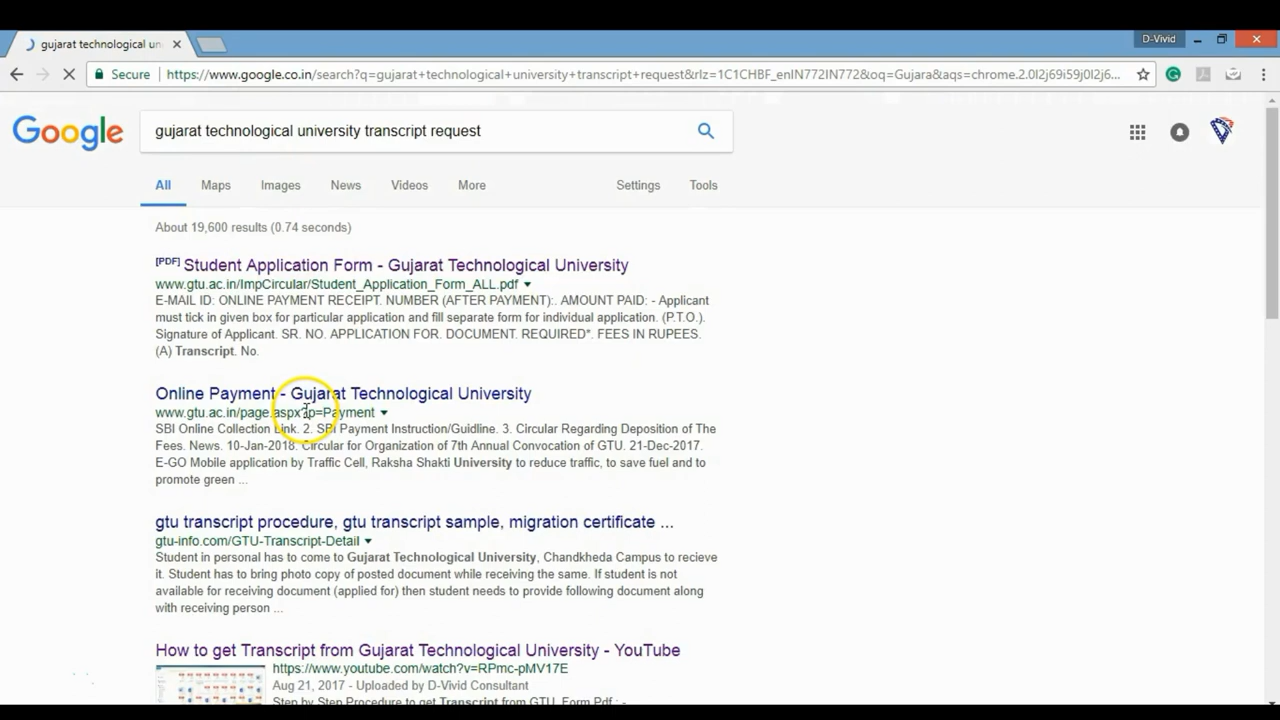 gujarat technological un
D-Vivid
Secure
https://www.google.co.in/search?q=gujarat+technological+university+transcript+request&rlz=1C1CHBF_enIN772IN772&oq=Gujara&aqs=chrome.2.0l2j69i59j0l2j6...
Google
gujarat technological university transcript request
All Maps Images News Videos More Settings Tools
About 19,600 results (0.74 seconds)
[PDF] Student Application Form - Gujarat Technological University
www.gtu.ac.in/ImpCircular/Student_Application_Form_ALL.pdf
E-MAIL ID: ONLINE PAYMENT RECEIPT. NUMBER (AFTER PAYMENT):. AMOUNT PAID: - Applicant
must tick in given box for particular application and fill separate form for individual application. (P.T.O.).
Signature of Applicant. SR. NO. APPLICATION FOR. DOCUMENT. REQUIRED*. FEES IN RUPEES.
(A) Transcript. No.
Online Payment - Gujarat Technological University
www.gtu.ac.in/page.aspx?p=Payment
SBI Online Collection Link. 2. SBI Payment Instruction/Guidline. 3. Circular Regarding Deposition of The
Fees. News. 10-Jan-2018. Circular for Organization of 7th Annual Convocation of GTU. 21-Dec-2017.
E-GO Mobile application by Traffic Cell, Raksha Shakti University to reduce traffic, to save fuel and to
promote green ...
gtu transcript procedure, gtu transcript sample, migration certificate ...
gtu-info.com/GTU-Transcript-Detail
Student in personal has to come to Gujarat Technological University, Chandkheda Campus to recieve
it. Student has to bring photo copy of posted document while receiving the same. If student is not
available for receiving document (applied for) then student needs to provide following document along
with receiving person ...
How to get Transcript from Gujarat Technological University - YouTube
https://www.youtube.com/watch?v=RPmc-pMV17E
Aug 21, 2017 - Uploaded by D-Vivid Consultant
Step by Step Procedure to get Transcript from GTU. Form Pdf : -